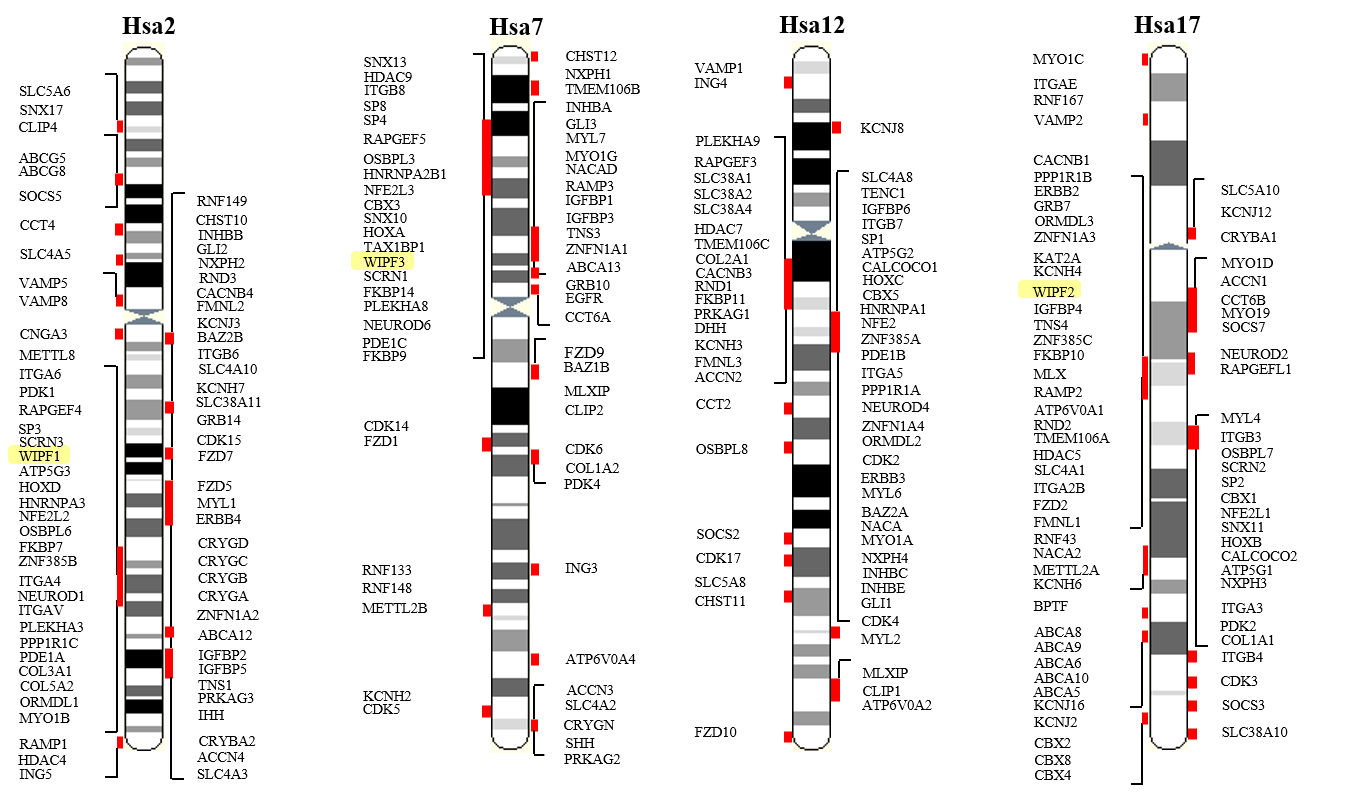 Hsa2
SLC5A6
SNX17
CLIP4
ABCG5
ABCG8
SOCS5
CCT4
SLC4A5
VAMP5
VAMP8
CNGA3
METTL8
ITGA6
PDK1
RAPGEF4
SP3
SCRN3
WIPF1
ATP5G3
HOXD
HNRNPA3
NFE2L2
OSBPL6
FKBP7
ZNF385B
ITGA4
NEUROD1
ITGAV
PLEKHA3
PPP1R1C
PDE1A
COL3A1
COL5A2
ORMDL1
MYO1B
RAMP1
HDAC4
ING5
RNF149
CHST10
INHBB
GLI2
NXPH2
RND3
CACNB4
FMNL2
KCNJ3
BAZ2B
ITGB6
SLC4A10
KCNH7
SLC38A11
GRB14
CDK15
FZD7
FZD5
MYL1
ERBB4
CRYGD
CRYGC
CRYGB
CRYGA
ZNFN1A2
ABCA12
IGFBP2
IGFBP5
TNS1
PRKAG3
IHH
CRYBA2
ACCN4
SLC4A3
Hsa7
SNX13
HDAC9
ITGB8
SP8
SP4
RAPGEF5
OSBPL3
HNRNPA2B1
NFE2L3
CBX3
SNX10
HOXA
TAX1BP1
WIPF3
SCRN1
FKBP14
PLEKHA8
NEUROD6
PDE1C
FKBP9
CDK14
FZD1
RNF133
RNF148
METTL2B
KCNH2
CDK5
CHST12
NXPH1
TMEM106B
INHBA
GLI3
MYL7
MYO1G
NACAD
RAMP3
IGFBP1
IGFBP3
TNS3
ZNFN1A1
ABCA13
GRB10
EGFR
CCT6A
FZD9
BAZ1B
MLXIP
CLIP2
CDK6
COL1A2
PDK4
ING3
ATP6V0A4
ACCN3
SLC4A2
CRYGN
SHH
PRKAG2
Hsa12
VAMP1
ING4
PLEKHA9
RAPGEF3
SLC38A1
SLC38A2
SLC38A4
HDAC7
TMEM106C
COL2A1
CACNB3
RND1
FKBP11
PRKAG1
DHH
KCNH3
FMNL3
ACCN2
CCT2
OSBPL8
SOCS2
CDK17
SLC5A8
CHST11
FZD10
KCNJ8
SLC4A8
TENC1
IGFBP6
ITGB7
SP1
ATP5G2
CALCOCO1
HOXC
CBX5
HNRNPA1
NFE2
ZNF385A
PDE1B
ITGA5
PPP1R1A
NEUROD4
ZNFN1A4
ORMDL2
CDK2
ERBB3
MYL6
BAZ2A
NACA
MYO1A
NXPH4
INHBC
INHBE
GLI1
CDK4
MYL2
MLXIP
CLIP1
ATP6V0A2
Hsa17
MYO1C
ITGAE
RNF167
VAMP2
CACNB1
PPP1R1B
ERBB2
GRB7
ORMDL3
ZNFN1A3
KAT2A
KCNH4
WIPF2
IGFBP4
TNS4
ZNF385C
FKBP10
MLX
RAMP2
ATP6V0A1
RND2
TMEM106A
HDAC5
SLC4A1
ITGA2B
FZD2
FMNL1
RNF43
NACA2
METTL2A
KCNH6
BPTF
ABCA8
ABCA9
ABCA6
ABCA10
ABCA5
KCNJ16
KCNJ2
CBX2
CBX8
CBX4
SLC5A10
KCNJ12
CRYBA1
MYO1D
ACCN1
CCT6B
MYO19
SOCS7
NEUROD2
RAPGEFL1
MYL4
ITGB3
OSBPL7
SCRN2
SP2
CBX1
NFE2L1
SNX11
HOXB
CALCOCO2
ATP5G1
NXPH3
ITGA3
PDK2
COL1A1
ITGB4
CDK3
SOCS3
SLC38A10